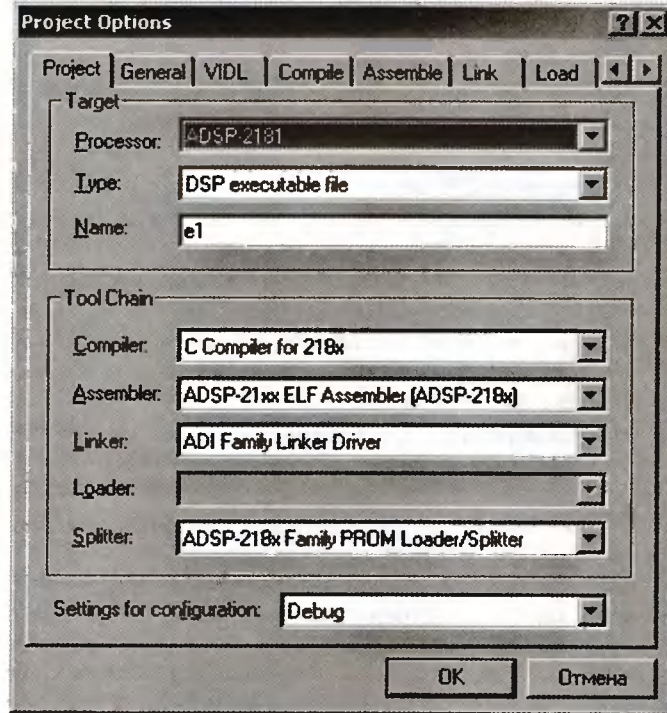 Project Options
Project General VIDL Compile Assemble Link Load
Target
Processor: ADSP-2181
Type: DSP executable file
Name: e1
Tool Chain
Compiler: C Compiler for 218x
Assembler: ADSP-21xx ELF Assembler (ADSP-218x)
Linker: ADI Family Linker Driver
Loader:
Splitter: ADSP-218x Family PROM Loader/Splitter
Settings for configuration: Debug
OK Отмена